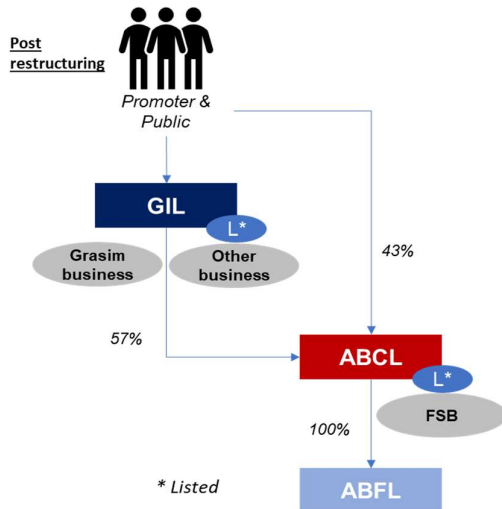 Post
restructuring
Promoter &
Public
GIL
L*
Grasim
business
Other
business
43%
57%
ABCL
L*
FSB
100%
* Listed
ABFL